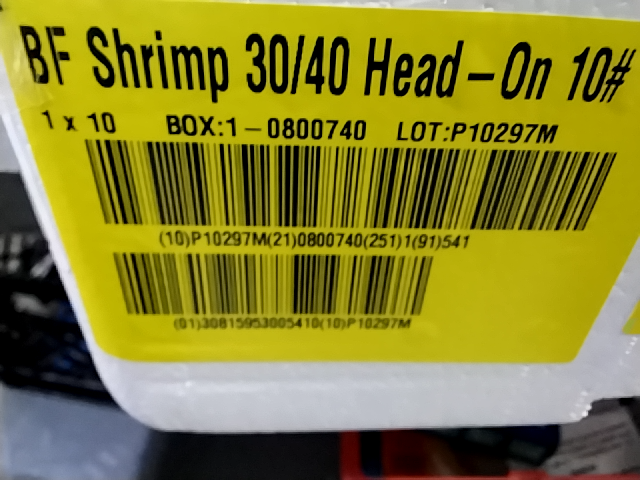 BF Shrimp 30/40 Head-On 10#
1 x 10 BOX:1-0800740 LOT:P10297M
(10)P10297M(21)0800740(251)1(91)541
(01)30815953005410(10)P10297M